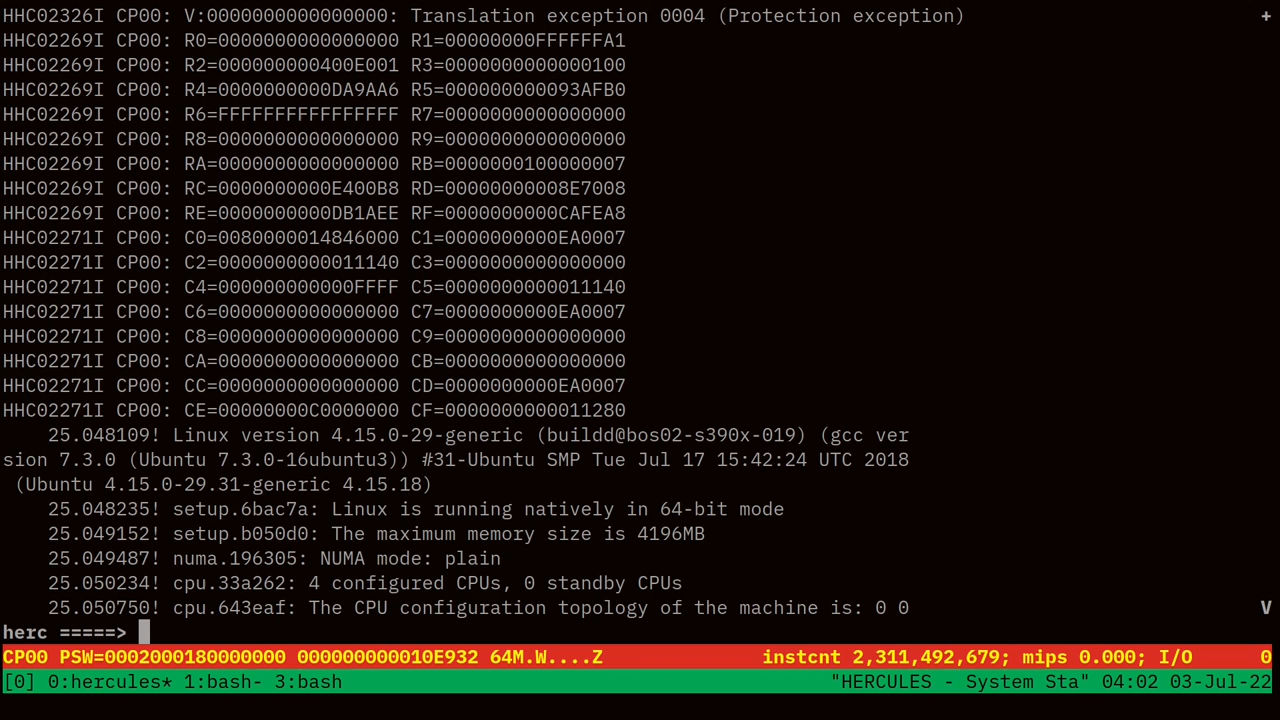 HHC02326I CP00: V:0000000000000000: Translation exception 0004 (Protection exception) +
HHC02269I CP00: R0=0000000000000000 R1=00000000FFFFFFA1
HHC02269I CP00: R2=000000000400E001 R3=0000000000000100
HHC02269I CP00: R4=0000000000DA9AA6 R5=000000000093AFB0
HHC02269I CP00: R6=FFFFFFFFFFFFFFFF R7=0000000000000000
HHC02269I CP00: R8=0000000000000000 R9=0000000000000000
HHC02269I CP00: RA=0000000000000000 RB=0000000100000007
HHC02269I CP00: RC=0000000000E400B8 RD=00000000008E7008
HHC02269I CP00: RE=0000000000DB1AEE RF=0000000000CAFEA8
HHC02271I CP00: C0=0080000014846000 C1=0000000000EA0007
HHC02271I CP00: C2=0000000000011140 C3=0000000000000000
HHC02271I CP00: C4=000000000000FFFF C5=0000000000011140
HHC02271I CP00: C6=0000000000000000 C7=0000000000EA0007
HHC02271I CP00: C8=0000000000000000 C9=0000000000000000
HHC02271I CP00: CA=0000000000000000 CB=0000000000000000
HHC02271I CP00: CC=0000000000000000 CD=0000000000EA0007
HHC02271I CP00: CE=00000000C0000000 CF=0000000000011280
25.048109! Linux version 4.15.0-29-generic (buildd@bos02-s390x-019) (gcc ver
sion 7.3.0 (Ubuntu 7.3.0-16ubuntu3)) #31-Ubuntu SMP Tue Jul 17 15:42:24 UTC 2018
(Ubuntu 4.15.0-29.31-generic 4.15.18)
25.048235! setup.6bac7a: Linux is running natively in 64-bit mode
25.049152! setup.b050d0: The maximum memory size is 4196MB
25.049487! numa.196305: NUMA mode: plain
25.050234! cpu.33a262: 4 configured CPUs, 0 standby CPUs
25.050750! cpu.643eaf: The CPU configuration topology of the machine is: 0 0 V
herc =====>
CP00 PSW=0002000180000000 000000000010E932 64M.W....Z instcnt 2,311,492,679; mips 0.000; I/O 0
[0] 0:hercules* 1:bash- 3:bash "HERCULES - System Sta" 04:02 03-Jul-22